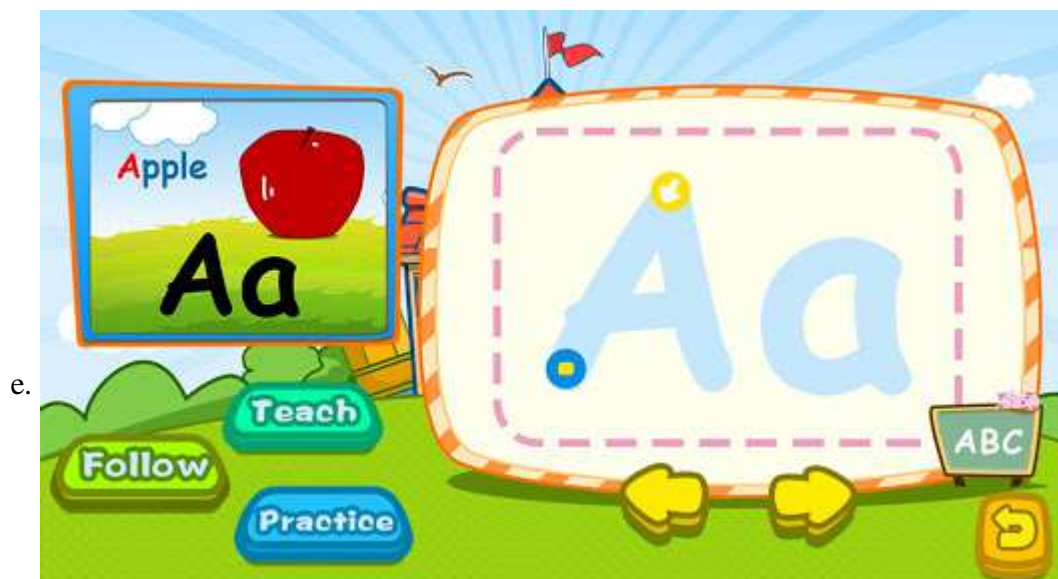 Apple
Aa
Aa
e.
Teach
ABC
Follow
Practice